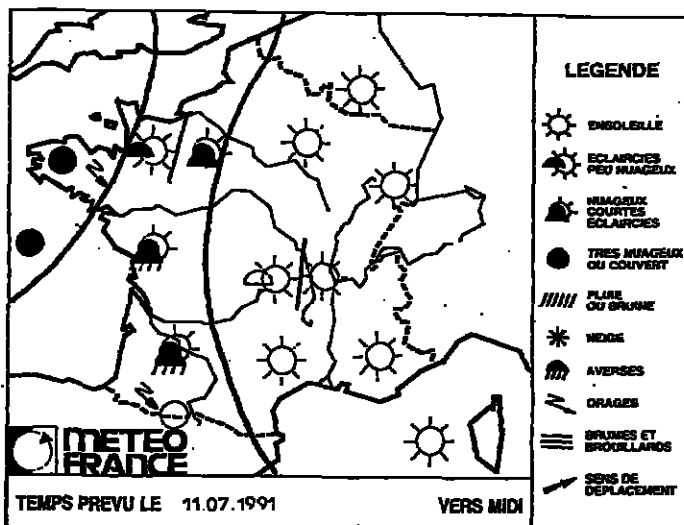 LEGENDE
ENSOLEILLE
ECLAIRCIES
PEU NUAGEUX
NUAGEUX
COURTES
ECLAIRCIES
TRES NUAGEUX
OU COUVERT
PLUIE
OU BRUINE
NEIGE
AVERSES
ORAGES
BRUMES ET
BROUILLARDS
SENS DE
DEPLACEMENT
METEO
FRANCE
TEMPS PREVU LE 11.07.1991 VERS MIDI